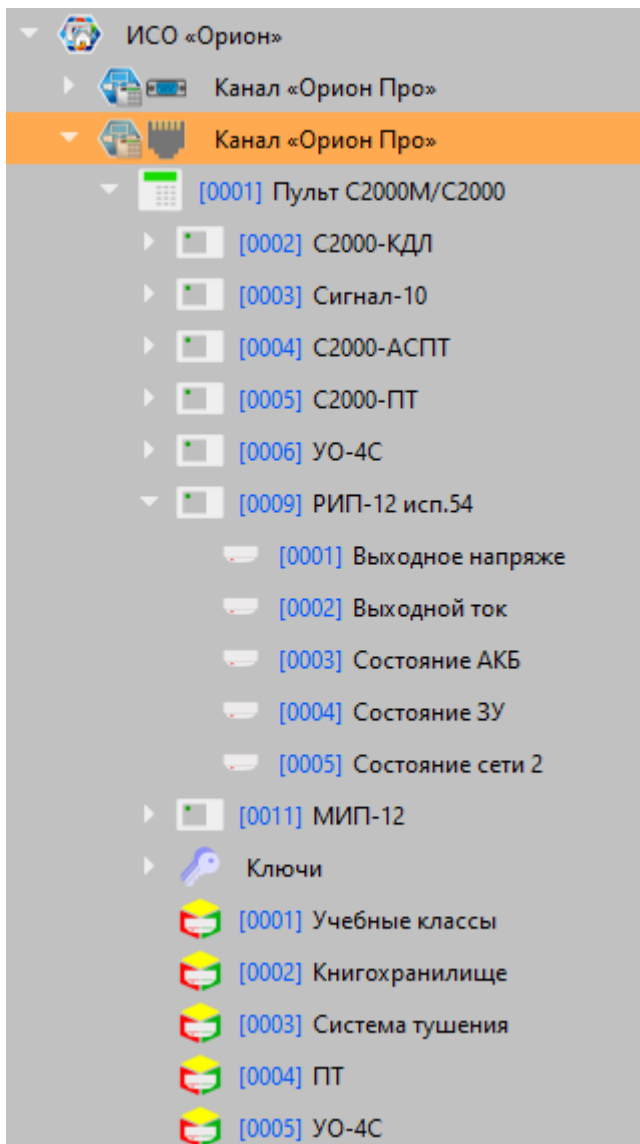 ИСО «Орион»
Канал «Орион Про»
Канал «Орион Про»
[0001] Пульт С2000М/С2000
[0002] С2000-КДЛ
[0003] Сигнал-10
[0004] С2000-АСПТ
[0005] С2000-ПТ
[0006] УО-4С
[0009] РИП-12 исп.54
[0001] Выходное напряже
[0002] Выходной ток
[0003] Состояние АКБ
[0004] Состояние ЗУ
[0005] Состояние сети 2
[0011] МИП-12
Ключи
[0001] Учебные классы
[0002] Книгохранилище
[0003] Система тушения
[0004] ПТ
[0005] УО-4С